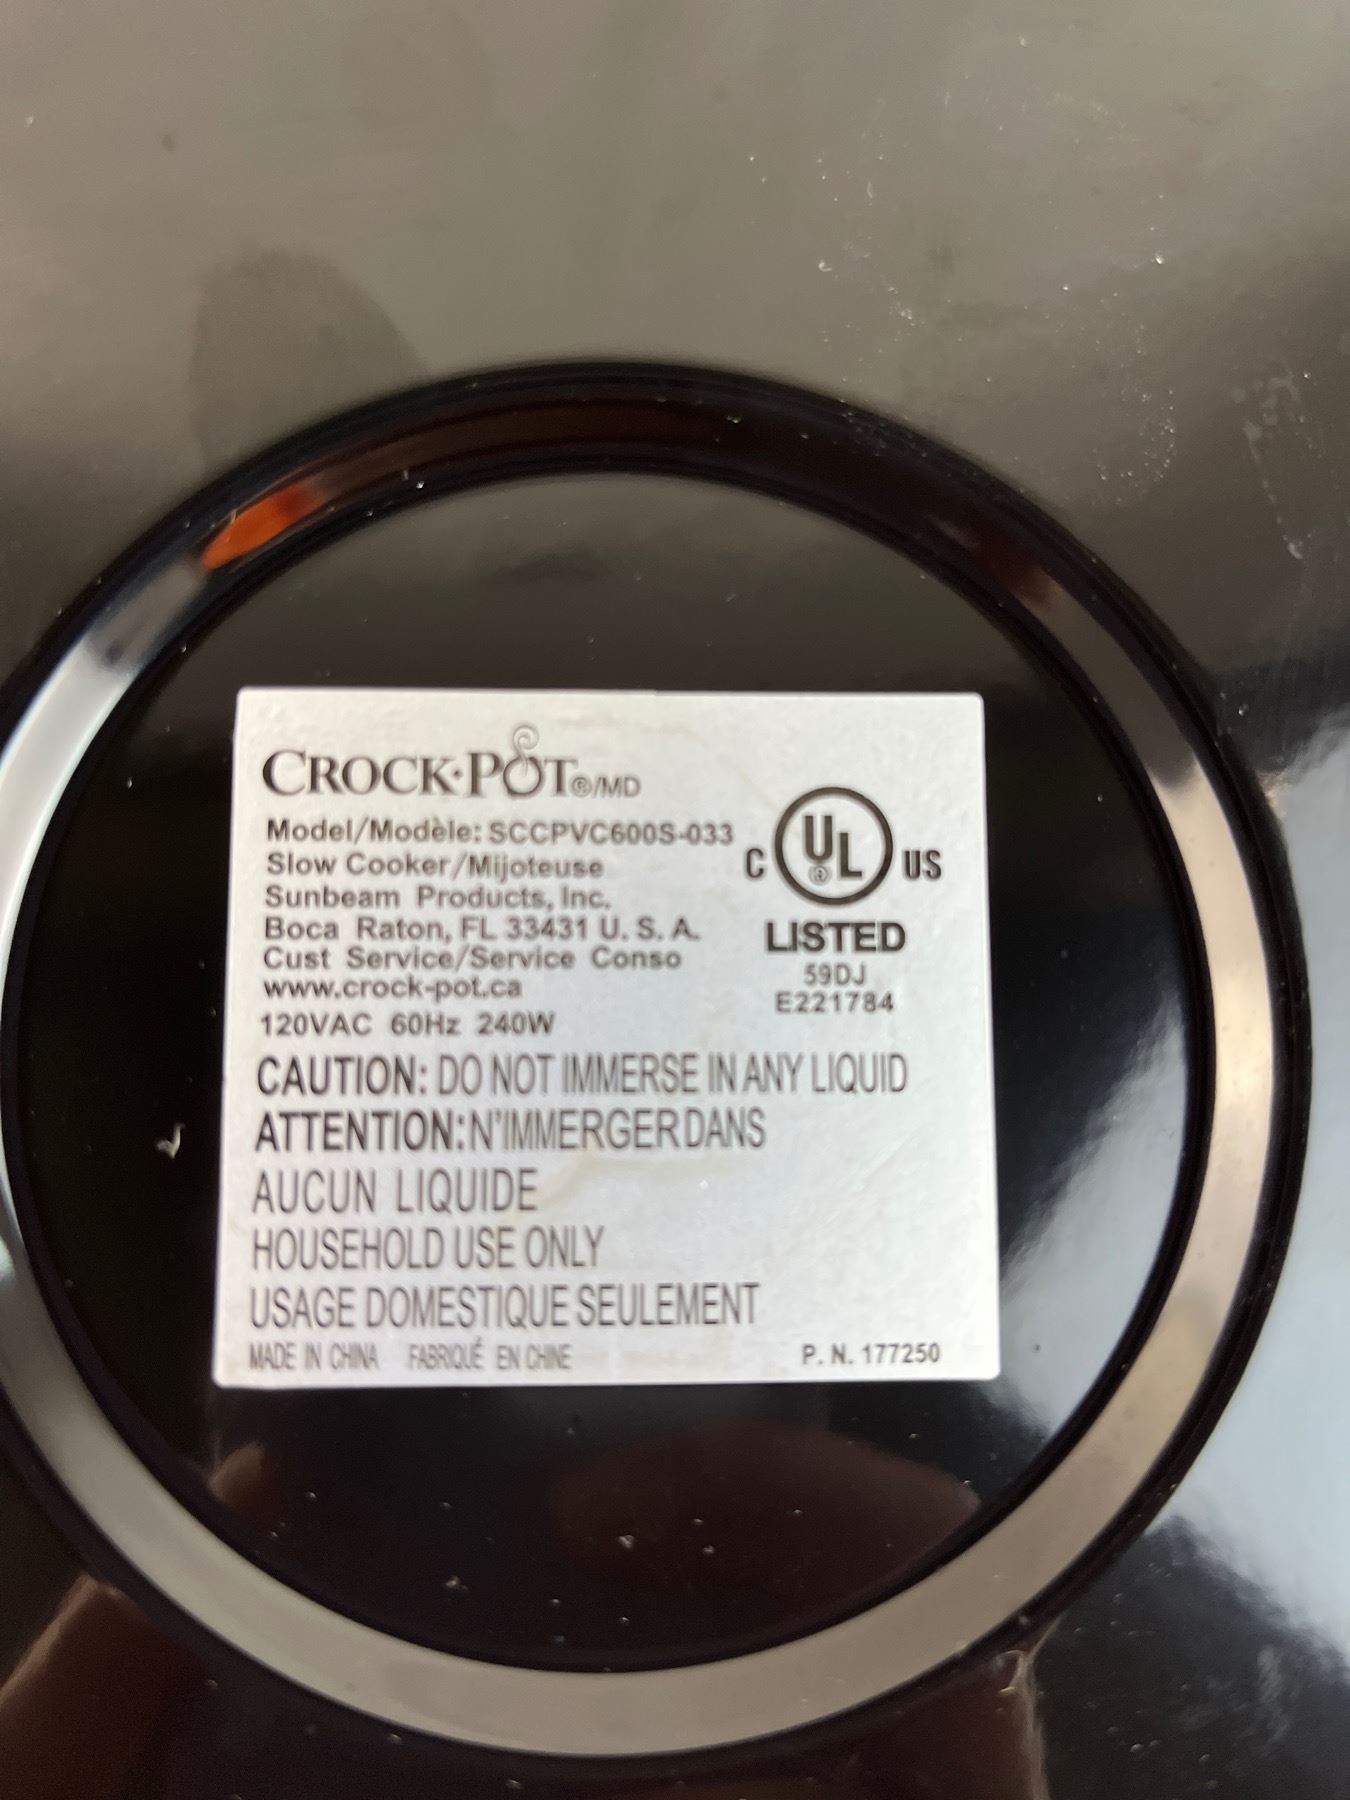 CROCK·POT®/MD
Model/Modèle: SCCPVC600S-033
Slow Cooker/Mijoteuse
Sunbeam Products, Inc.
Boca Raton, FL 33431 U. S. A.
Cust Service/Service Conso
www.crock-pot.ca
120VAC 60Hz 240W
C UL ® US
LISTED
59DJ
E221784
CAUTION: DO NOT IMMERSE IN ANY LIQUID
ATTENTION:N'IMMERGER DANS
AUCUN LIQUIDE
HOUSEHOLD USE ONLY
USAGE DOMESTIQUE SEULEMENT
MADE IN CHINA FABRIQUÉ EN CHINE
P. N. 177250